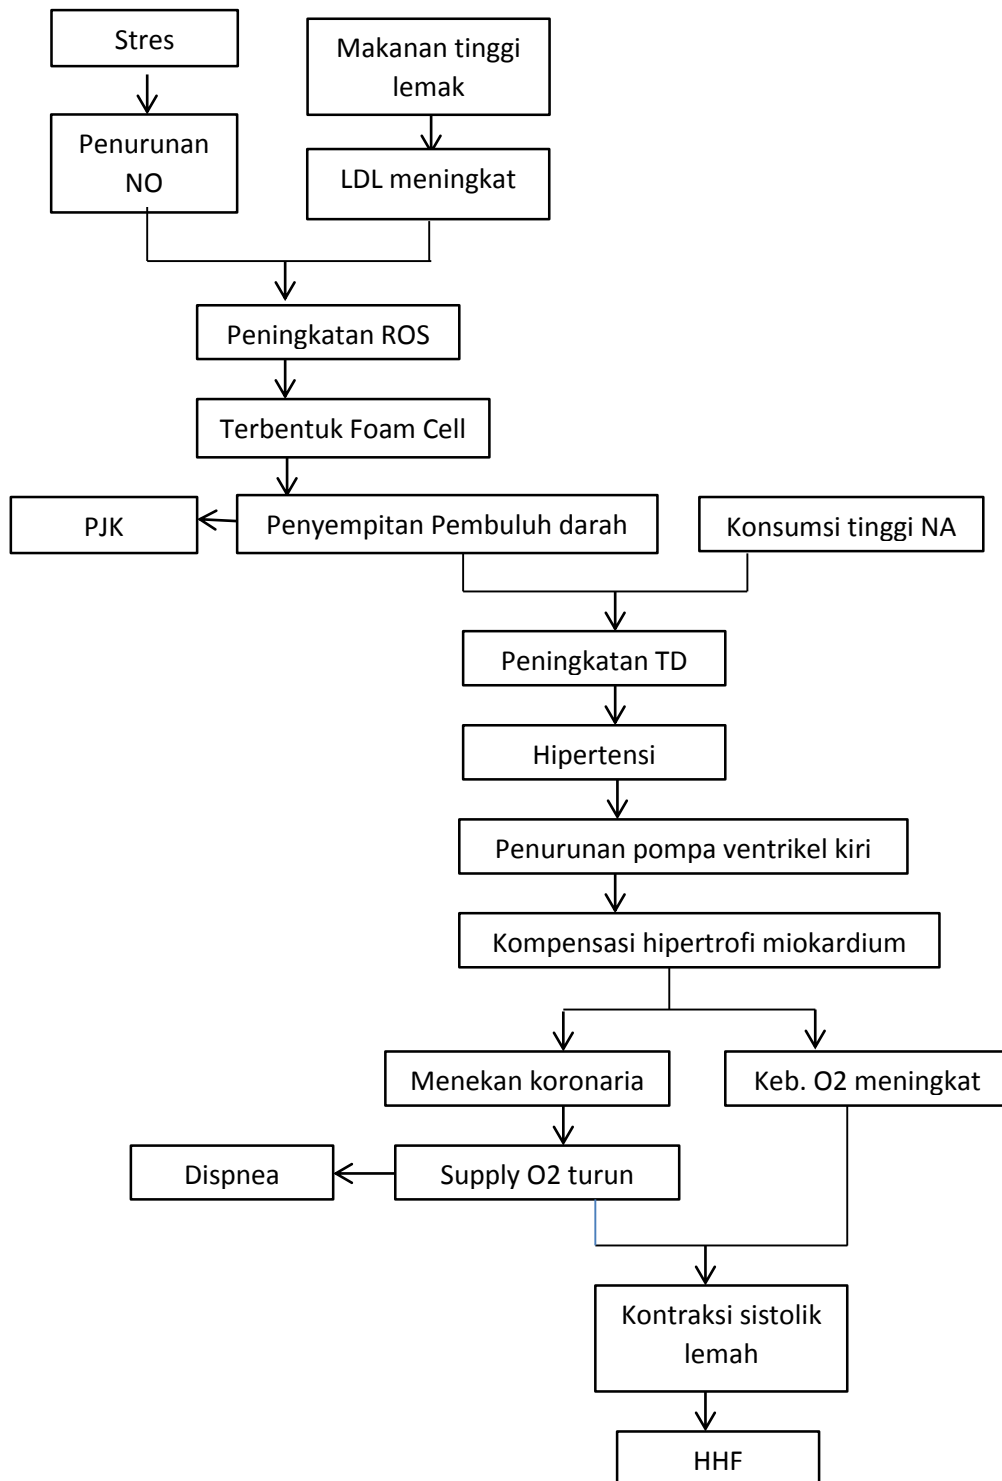 Stres
Makanan tinggi
lemak
Penurunan
NO
LDL meningkat
Peningkatan ROS
Terbentuk Foam Cell
PJK
Penyempitan Pembuluh darah
Konsumsi tinggi NA
Peningkatan TD
Hipertensi
Penurunan pompa ventrikel kiri
Kompensasi hipertrofi miokardium
Menekan koronaria
Keb. O2 meningkat
Dispnea
Supply O2 turun
Kontraksi sistolik
lemah
HHF